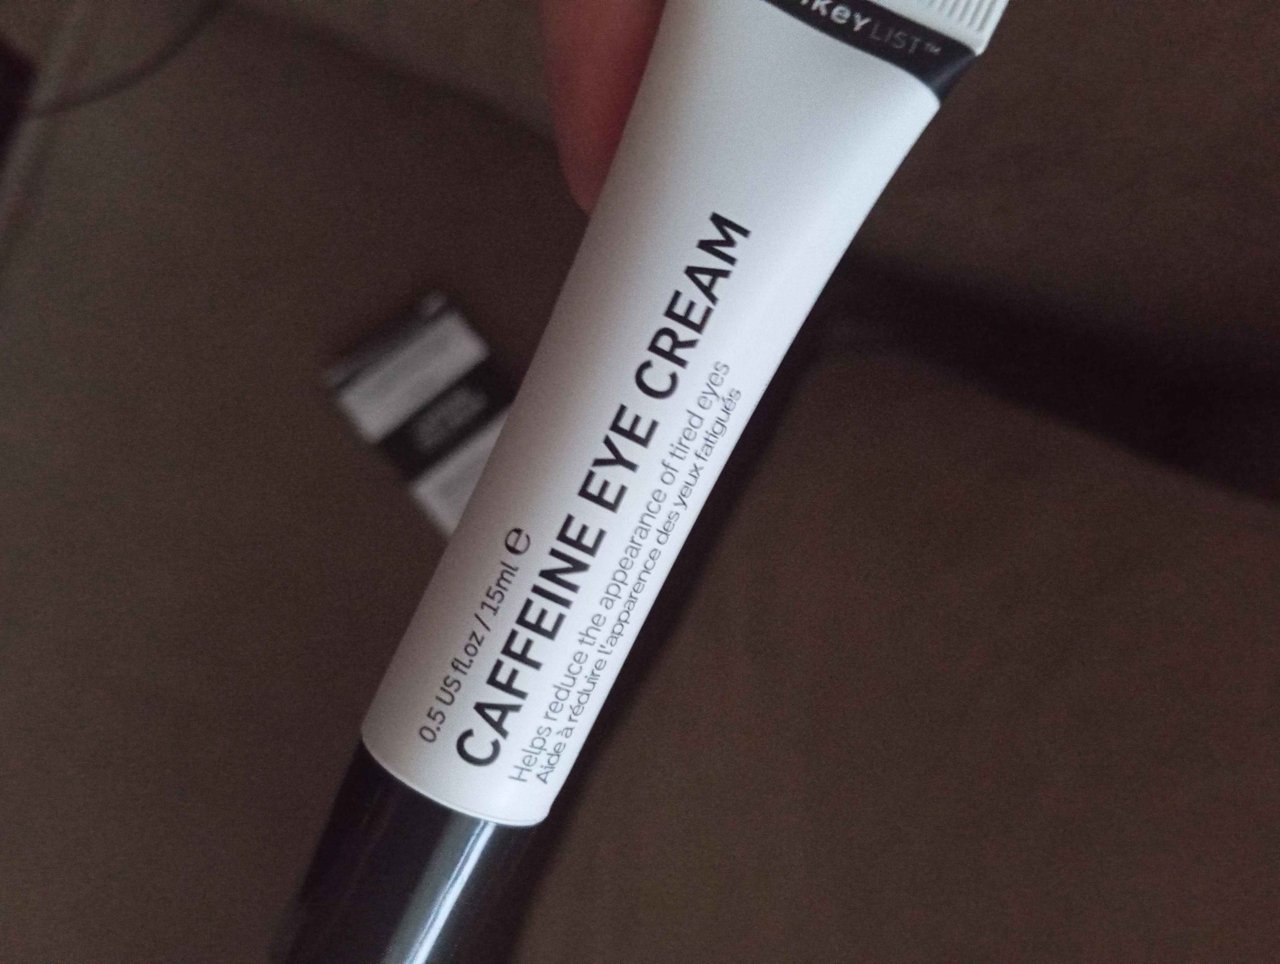 LIST™
0.5 US fl.oz / 15ml ℮
CAFFEINE EYE CREAM
Helps reduce the appearance of tired eyes
Aide à réduire l'apparence des yeux fatigués